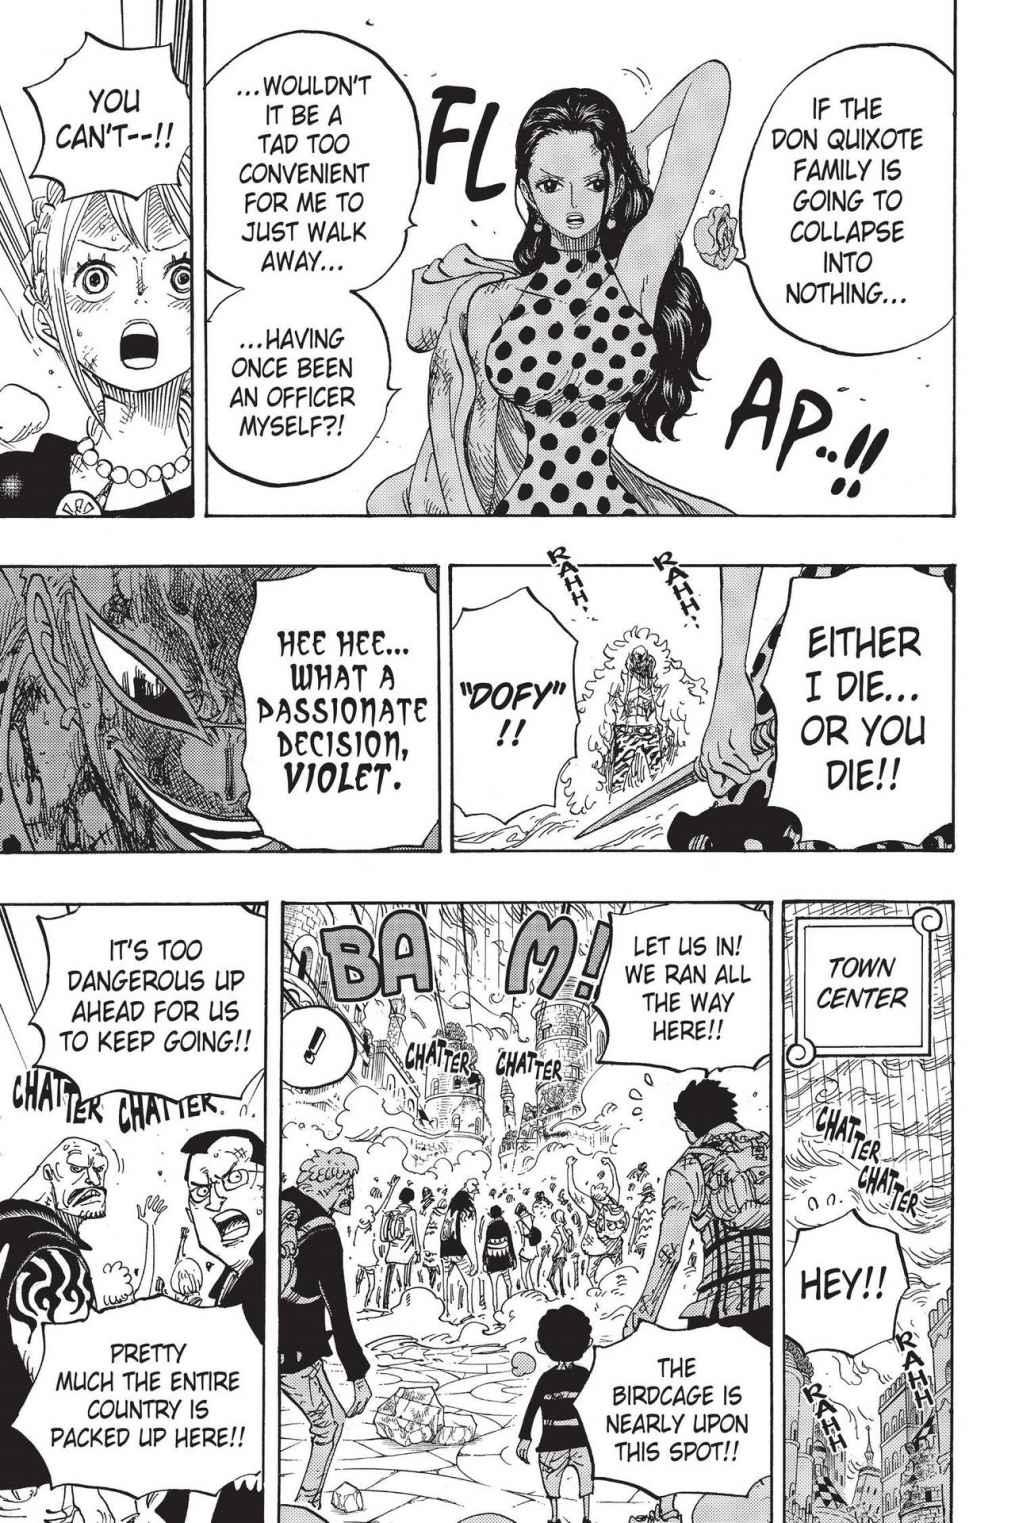 IF THE
DON QUIXOTE
FAMILY IS
GOING TO
COLLAPSE
INTO
NOTHING...
FLAP..!!
...WOULDN'T
IT BE A
TAD TOO
CONVENIENT
FOR ME TO
JUST WALK
AWAY...
...HAVING
ONCE BEEN
AN OFFICER
MYSELF?!
YOU
CAN'T--!!
EITHER
I DIE...
OR YOU
DIE!!
RAHH!
RAHH!
"DOFY"
!!
HEE HEE...
WHAT A
PASSIONATE
DECISION,
VIOLET.
TOWN
CENTER
CHATTER
CHATTER
HEY!!
RAHH
RAHH
LET US IN!
WE RAN ALL
THE WAY
HERE!!
BAM!
!
CHATTER
CHATTER
THE
BIRDCAGE IS
NEARLY UPON
THIS SPOT!!
IT'S TOO
DANGEROUS UP
AHEAD FOR US
TO KEEP GOING!!
CHATTER
CHATTER
PRETTY
MUCH THE ENTIRE
COUNTRY IS
PACKED UP HERE!!